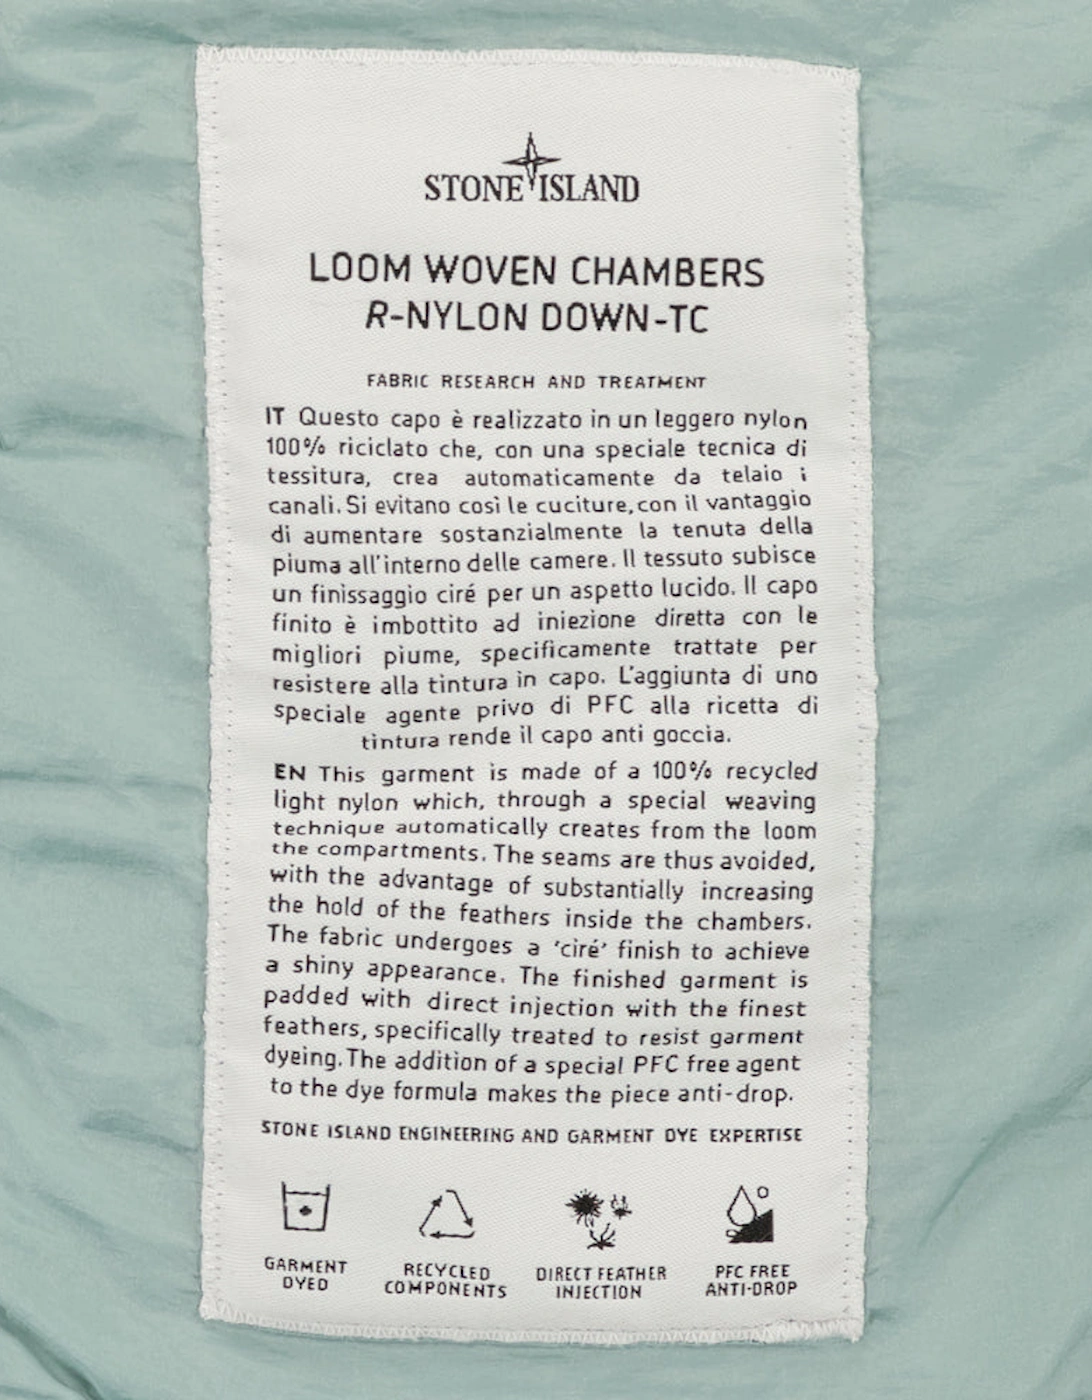 STONE ISLAND
LOOM WOVEN CHAMBERS
R-NYLON DOWN-TC
FABRIC RESEARCH AND TREATMENT
IT Questo capo è realizzato in un leggero nylon
100% riciclato che, con una speciale tecnica di
tessitura, crea automaticamente da telaio i
canali. Si evitano così le cuciture, con il vantaggio
di aumentare sostanzialmente la tenuta della
piuma all'interno delle camere. Il tessuto subisce
un finissaggio ciré per un aspetto lucido. Il capo
finito è imbottito ad iniezione diretta con le
migliori piume, specificamente trattate per
resistere alla tintura in capo. L'aggiunta di uno
speciale agente privo di PFC alla ricetta di
tintura rende il capo anti goccia.
EN This garment is made of a 100% recycled
light nylon which, through a special weaving
technique automatically creates from the loom
the compartments. The seams are thus avoided,
with the advantage of substantially increasing
the hold of the feathers inside the chambers.
The fabric undergoes a 'ciré' finish to achieve
a shiny appearance. The finished garment is
padded with direct injection with the finest
feathers, specifically treated to resist garment
dyeing. The addition of a special PFC free agent
to the dye formula makes the piece anti-drop.
STONE ISLAND ENGINEERING AND GARMENT DYE EXPERTISE
GARMENT
DYED
RECYCLED
COMPONENTS
DIRECT FEATHER
INJECTION
PFC FREE
ANTI-DROP